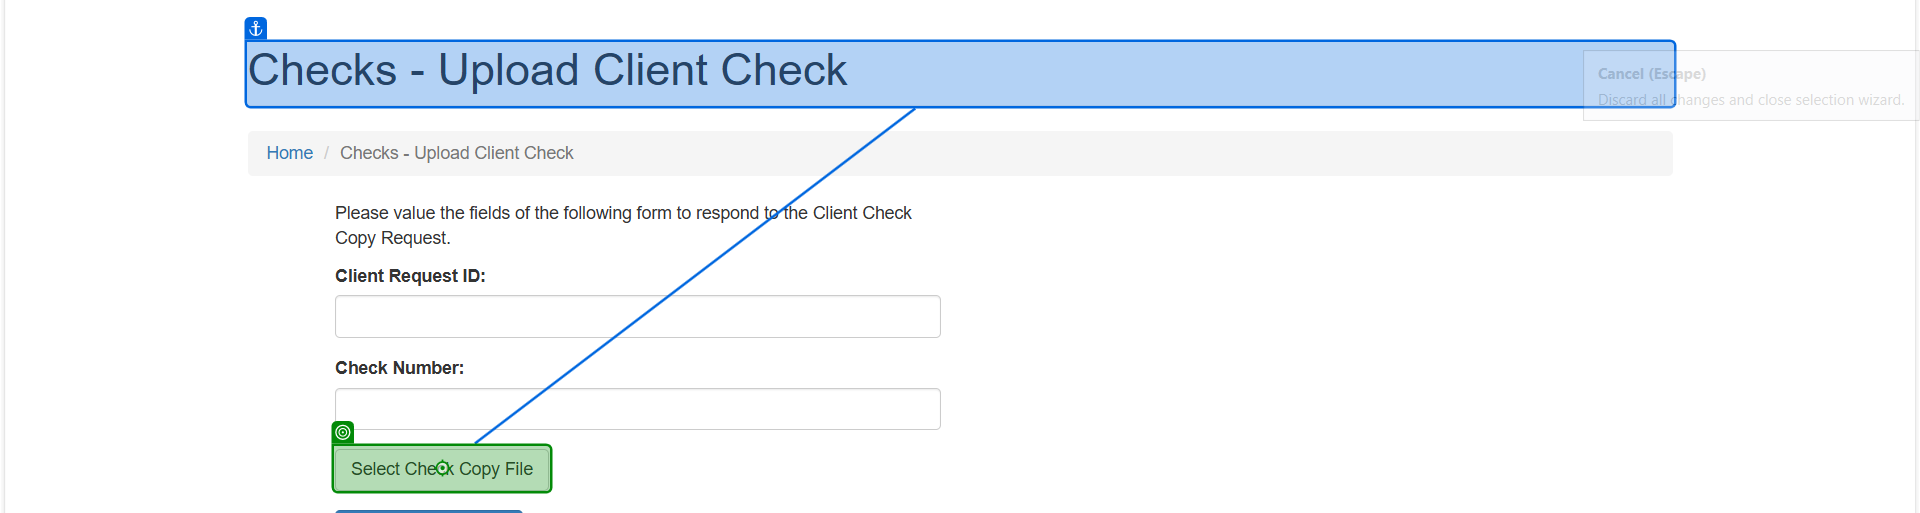 Checks - Upload Client Check
Cancel (Escape)
Discard all changes and close selection wizard.
Home / Checks - Upload Client Check
Please value the fields of the following form to respond to the Client Check
Copy Request.
Client Request ID:
Check Number:
Select Check Copy File